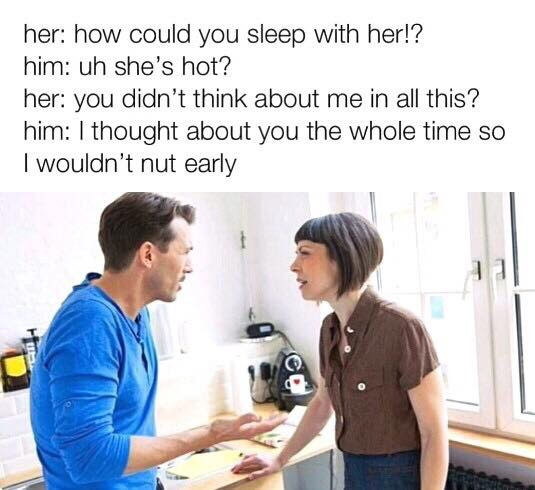 her: how could you sleep with her!?
him: uh she’s hot?
her: you didn’t think about me in all this?
him: I thought about you the whole time so
I wouldn’t nut early